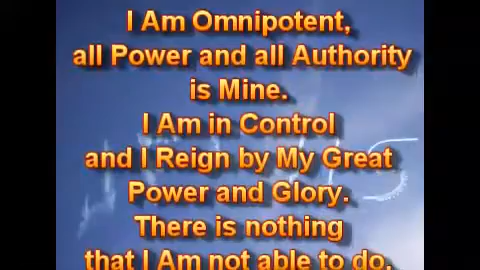 I Am Omnipotent,
all Power and all Authority
is Mine.
I Am in Control
and I Reign by My Great
Power and Glory.
There is nothing
that I Am not able to do.